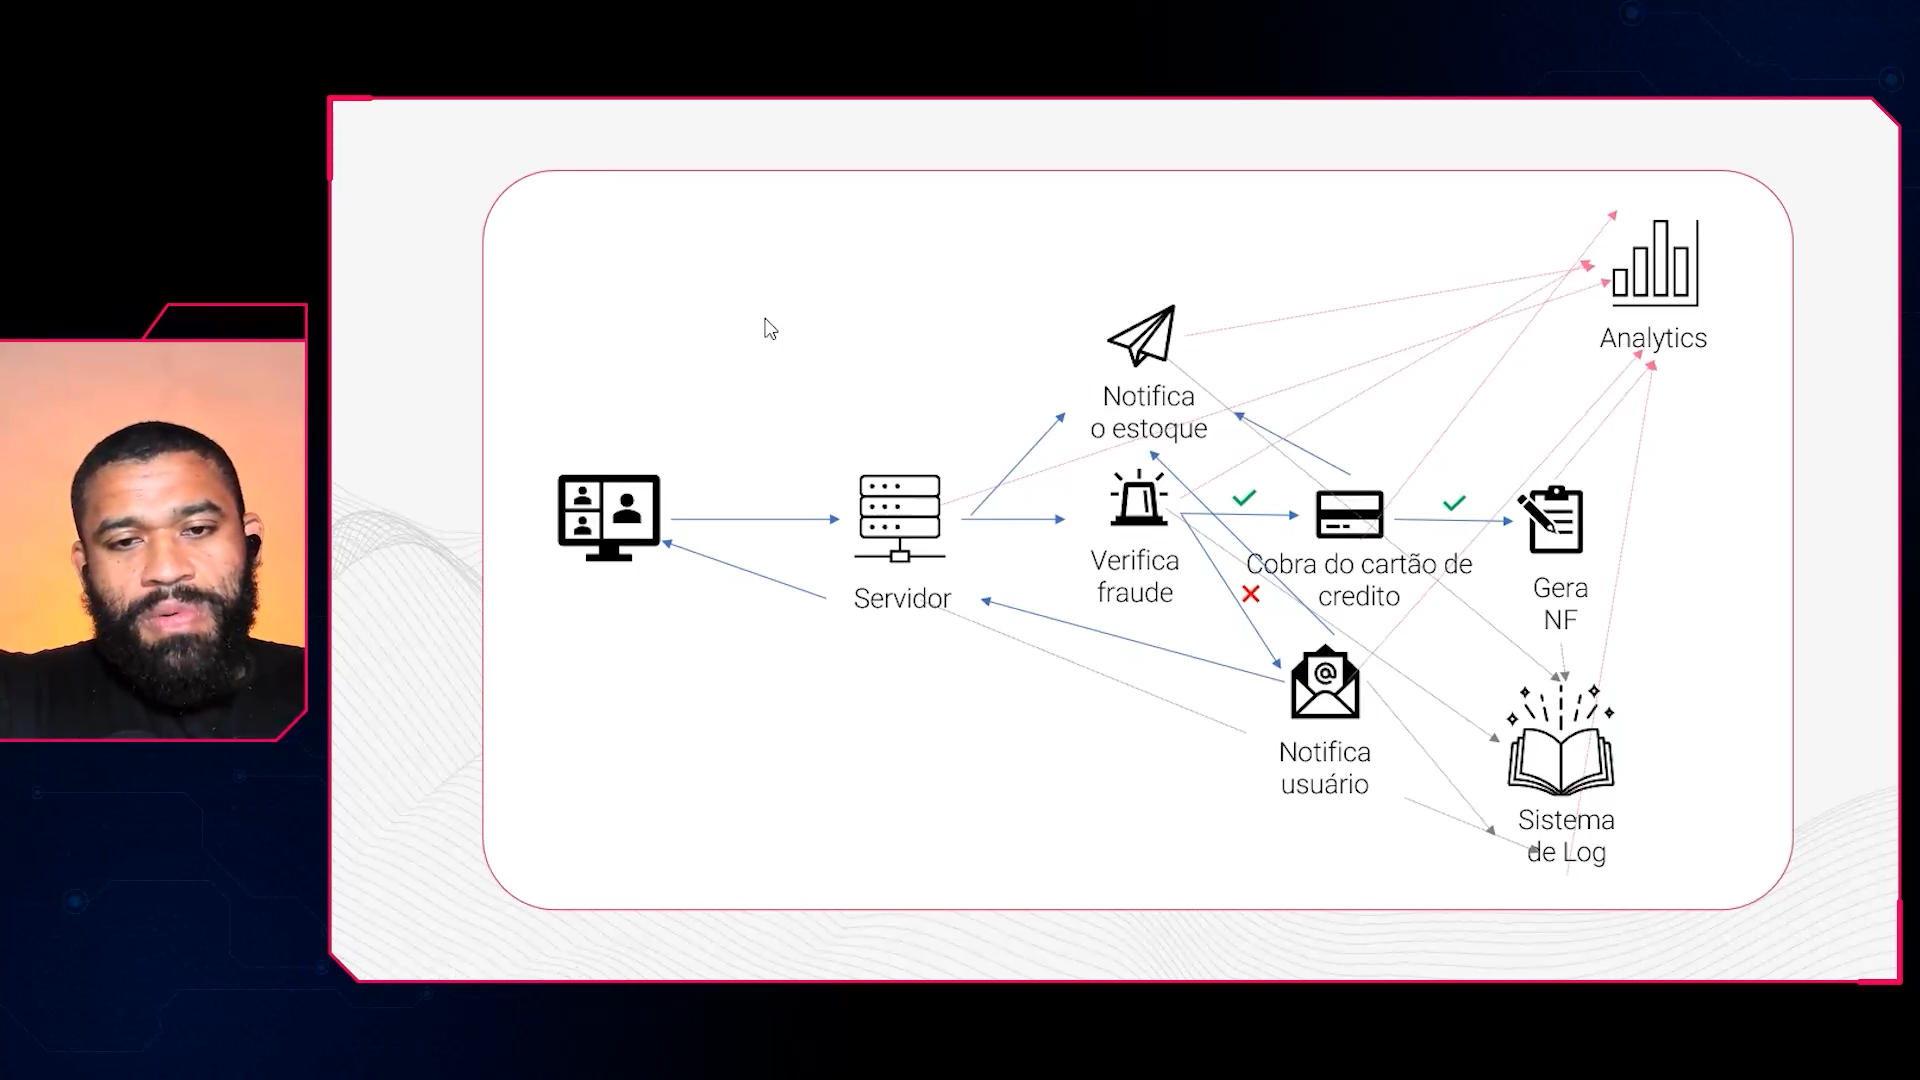 Analytics
Notifica
o estoque
Verifica
fraude
Cobra do cartão de
credito
Gera
NF
Servidor
@
Notifica
usuário
Sistema
de Log